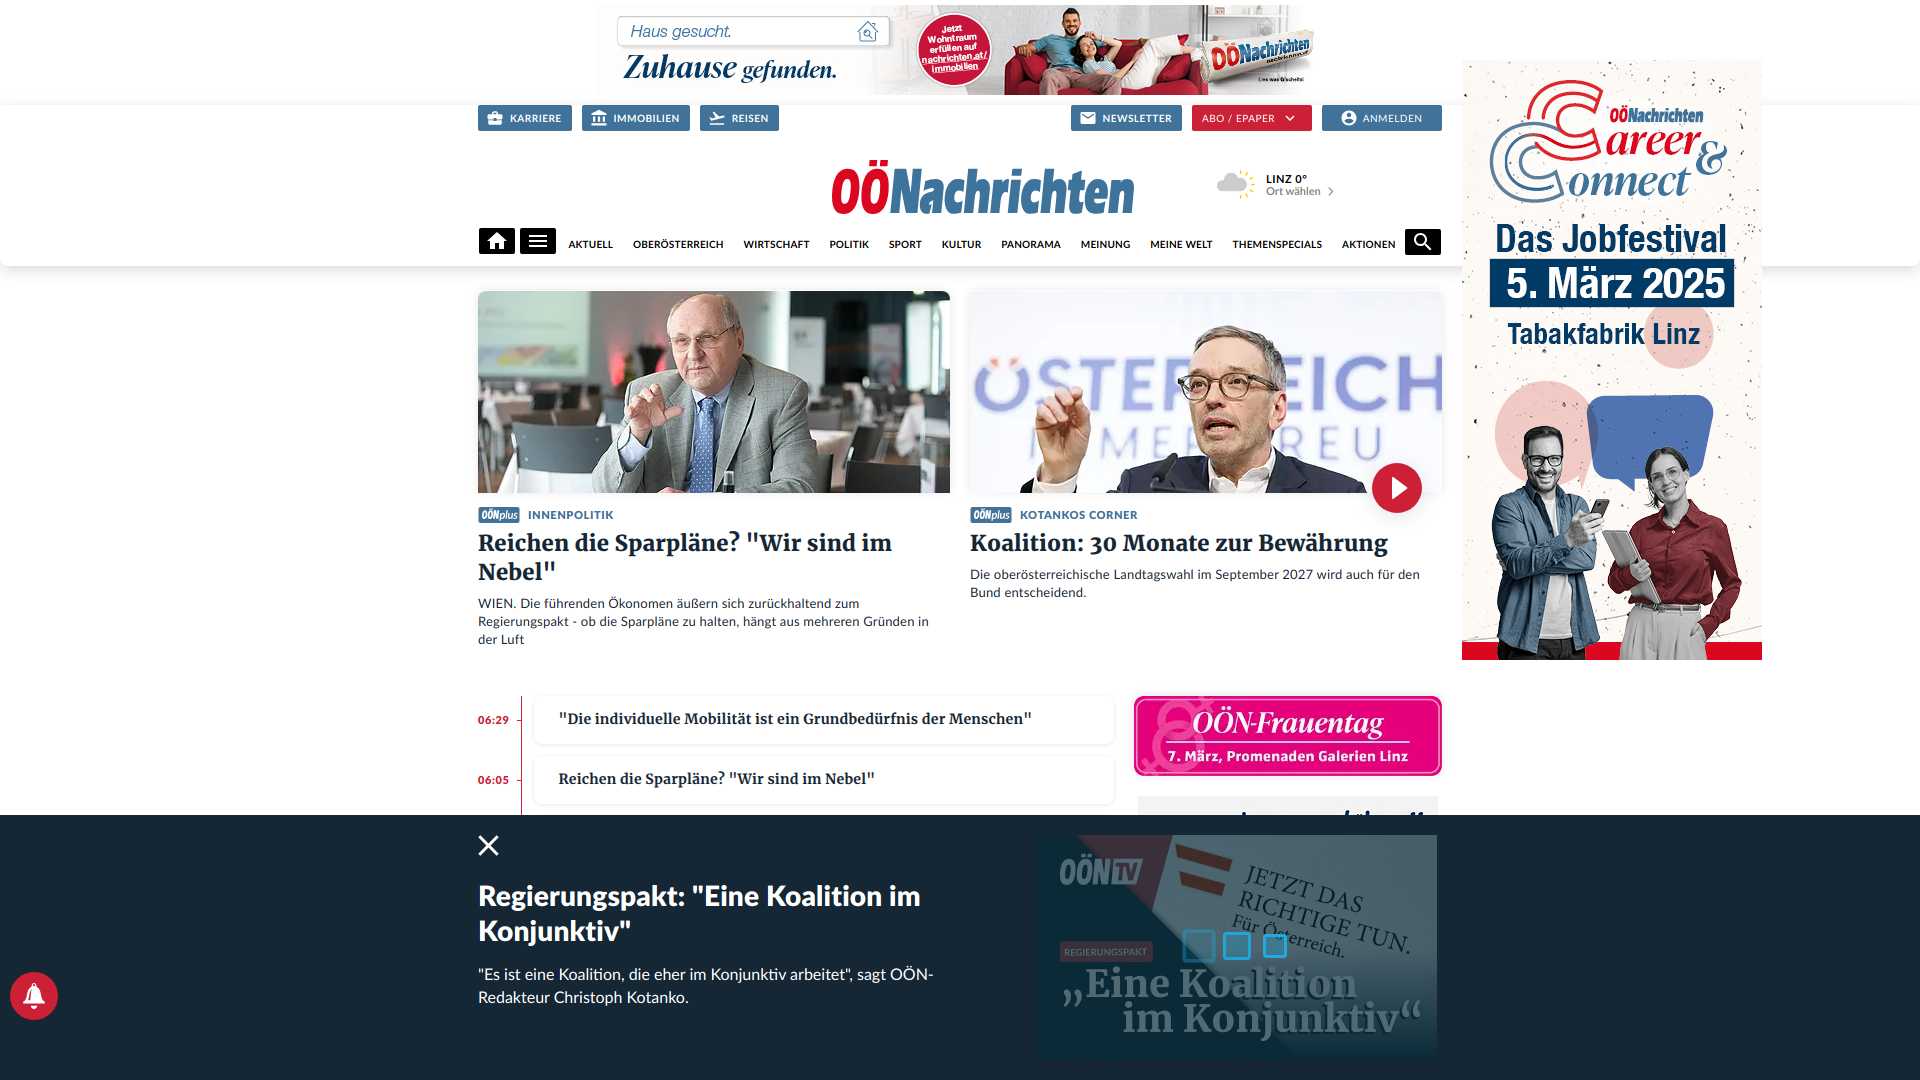 Haus gesucht.
Zuhause gefunden.
Jetzt
Wohntraum
erfüllen auf
nachrichten.at/
immobilien
OÖNachrichten
Lies was G'scheits!
KARRIERE
IMMOBILIEN
REISEN
NEWSLETTER
ABO / EPAPER
ANMELDEN
OÖNachrichten
LINZ 0°
Ort wählen
AKTUELL
OBERÖSTERREICH
WIRTSCHAFT
POLITIK
SPORT
KULTUR
PANORAMA
MEINUNG
MEINE WELT
THEMENSPECIALS
AKTIONEN
OÖNachrichten
Career &
Connect
Das Jobfestival
5. März 2025
Tabakfabrik Linz
ÖSTERREICH
OÖNplus INNENPOLITIK
Reichen die Sparpläne? "Wir sind im
Nebel"
WIEN. Die führenden Ökonomen äußern sich zurückhaltend zum
Regierungspakt - ob die Sparpläne zu halten, hängt aus mehreren Gründen in
der Luft
OÖNplus KOTANKOS CORNER
Koalition: 30 Monate zur Bewährung
Die oberösterreichische Landtagswahl im September 2027 wird auch für den
Bund entscheidend.
06:29 "Die individuelle Mobilität ist ein Grundbedürfnis der Menschen"
06:05 Reichen die Sparpläne? "Wir sind im Nebel"
OÖN-Frauentag
7. März, Promenaden Galerien Linz
Regierungspakt: "Eine Koalition im
Konjunktiv"
"Es ist eine Koalition, die eher im Konjunktiv arbeitet", sagt OÖN-
Redakteur Christoph Kotanko.
OÖN TV
JETZT DAS
RICHTIGE TUN.
Für Österreich.
REGIERUNGSPAKT
„Eine Koalition
im Konjunktiv“